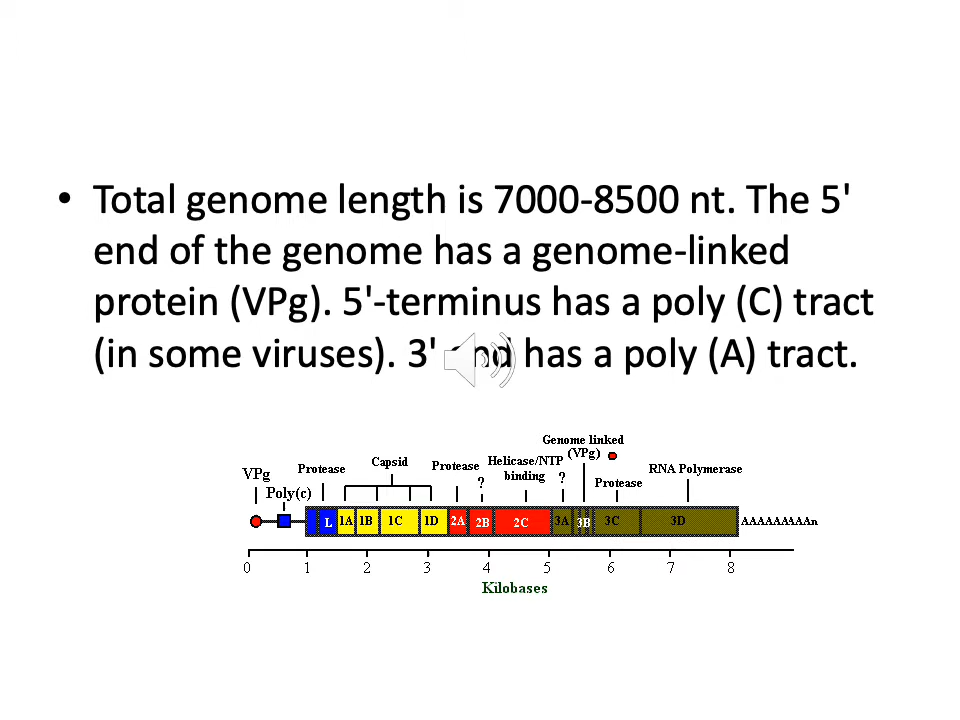 • Total genome length is 7000-8500 nt. The 5'
end of the genome has a genome-linked
protein (VPg). 5'-terminus has a poly (C) tract
(in some viruses). 3' end has a poly (A) tract.
Genome linked
(VPg)
VPg
Protease
Capsid
Protease
Helicase/NTP
binding
?
?
Protease
RNA Polymerase
Poly(c)
L 1A 1B 1C 1D 2A 2B 2C 3A 3B 3C 3D AAAAAAAAAn
0 1 2 3 4 5 6 7 8
Kilobases